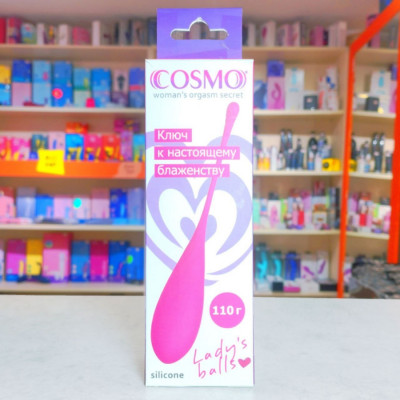 COSMO
woman's orgasm secret
Ключ
к настоящему
блаженству
110 г
Lady's
balls
silicone